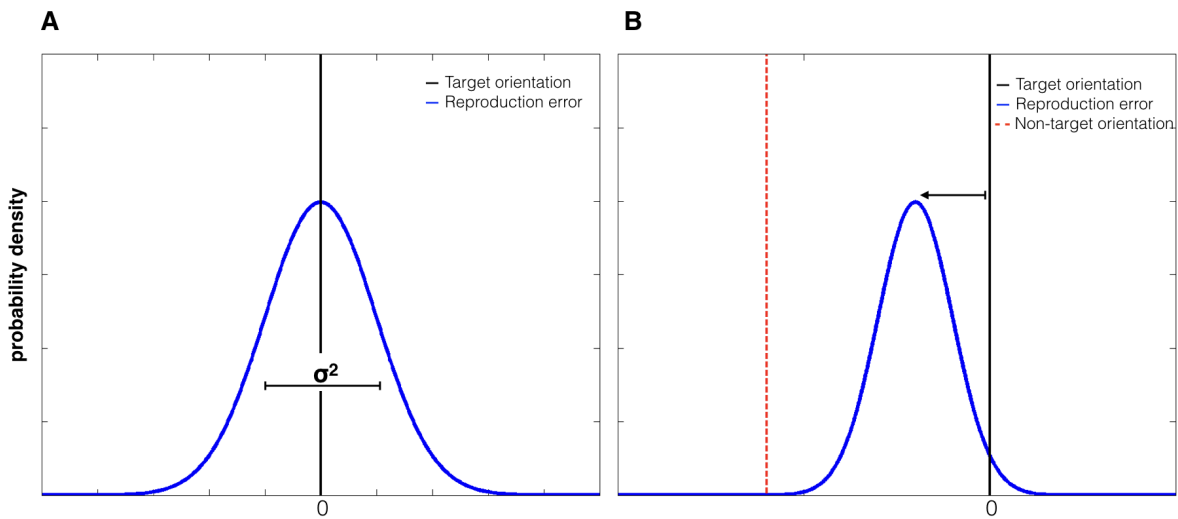 A
B
Target orientation
Reproduction error
Target orientation
Reproduction error
Non-target orientation
probability density
σ²
0
0